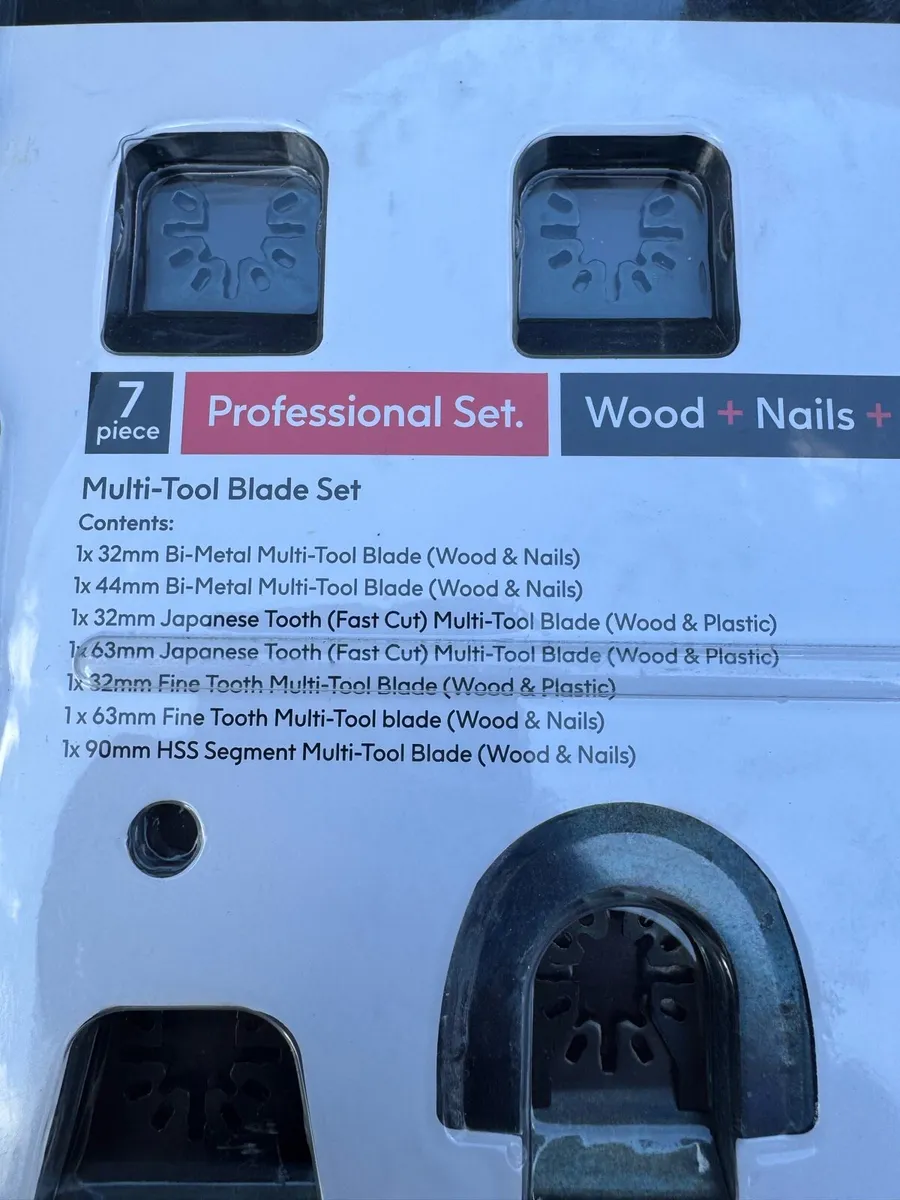 7
piece
Professional Set.
Wood + Nails +
Multi-Tool Blade Set
Contents:
1x 32mm Bi-Metal Multi-Tool Blade (Wood & Nails)
1x 44mm Bi-Metal Multi-Tool Blade (Wood & Nails)
1x 32mm Japanese Tooth (Fast Cut) Multi-Tool Blade (Wood & Plastic)
1x 63mm Japanese Tooth (Fast Cut) Multi-Tool Blade (Wood & Plastic)
1x 32mm Fine Tooth Multi-Tool Blade (Wood & Plastic)
1 x 63mm Fine Tooth Multi-Tool blade (Wood & Nails)
1x 90mm HSS Segment Multi-Tool Blade (Wood & Nails)